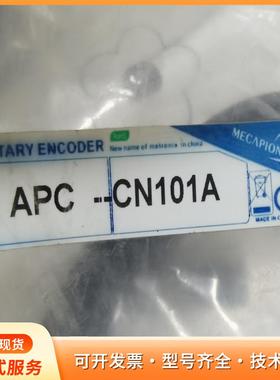 TARY ENCODER
RoHS
New name of metronix in china
MECAPION
APC --CN101A
MADE IN C
现货
式服务
可开发票·型号齐全·技术